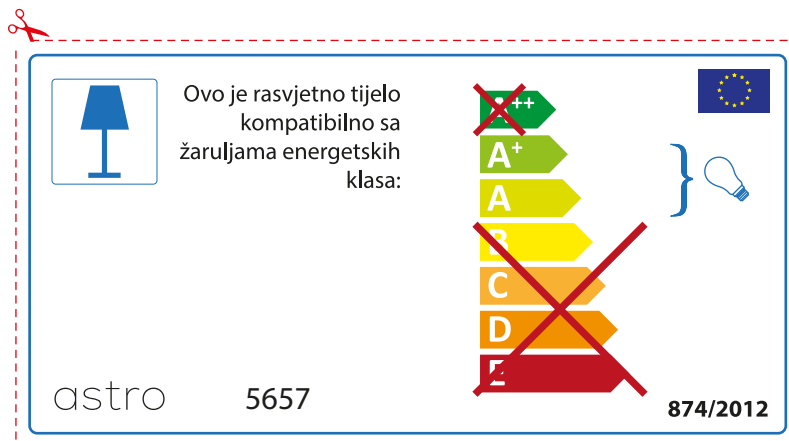 Ovo je rasvjetno tijelo
kompatibilno sa
žaruljama energetskih
klasa:
A++
A+
A
B
C
D
E
astro
5657
874/2012